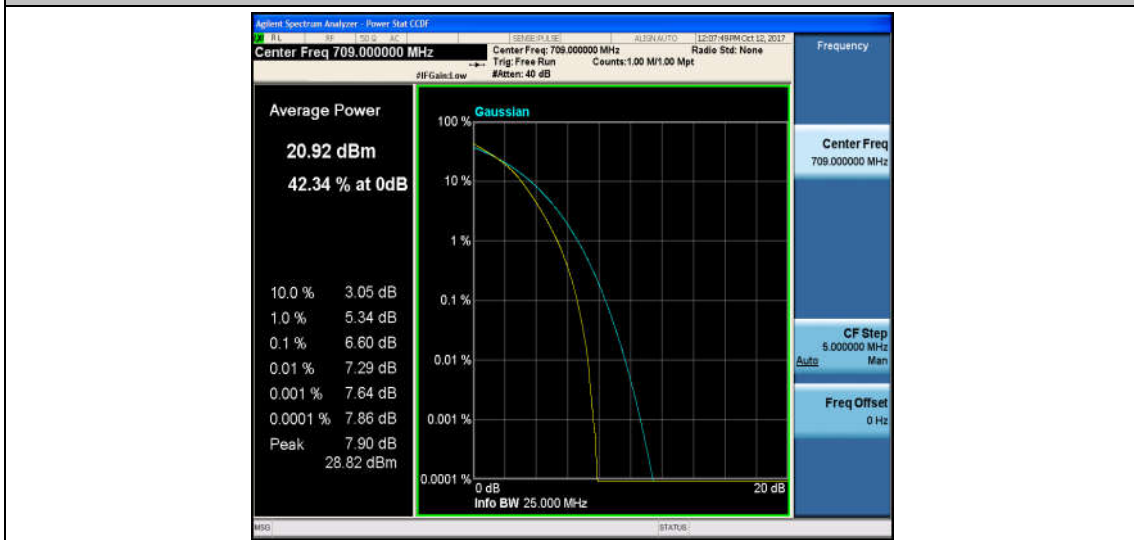 Agilent Spectrum Analyzer - Power Stat CCDF
RL RF 50 Ω AC SENSE:PULSE ALIGN AUTO 12:07:49PM Oct 12, 2017
Center Freq 709.000000 MHz
Center Freq: 709.000000 MHz Radio Std: None
Trig: Free Run Counts:1.00 M/1.00 Mpt
#IFGain:Low #Atten: 40 dB
Frequency
Average Power
20.92 dBm
42.34 % at 0dB
10.0 % 3.05 dB
1.0 % 5.34 dB
0.1 % 6.60 dB
0.01 % 7.29 dB
0.001 % 7.64 dB
0.0001 % 7.86 dB
Peak 7.90 dB
28.82 dBm
Gaussian
100 %
10 %
1 %
0.1 %
0.01 %
0.001 %
0.0001 %
0 dB 20 dB
Info BW 25.000 MHz
Center Freq
709.000000 MHz
CF Step
5.000000 MHz
Auto Man
Freq Offset
0 Hz
MSG STATUS